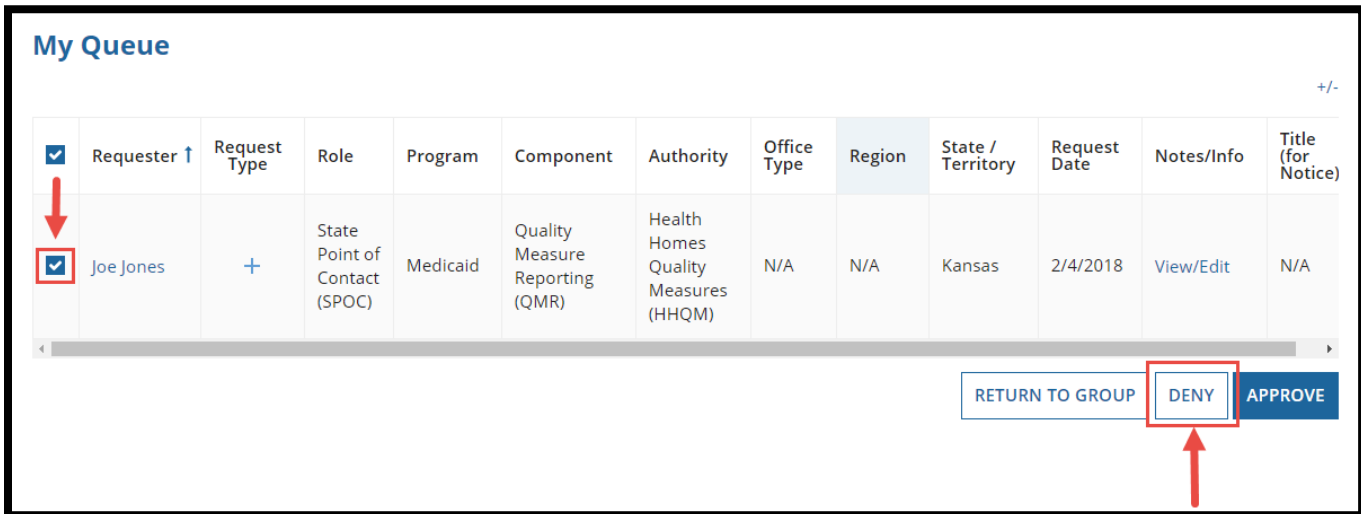 My Queue
+/-
Requester ↑ Request Type Role Program Component Authority Office Type Region State / Territory Request Date Notes/Info Title (for Notice)
Joe Jones + State Point of Contact (SPOC) Medicaid Quality Measure Reporting (QMR) Health Homes Quality Measures (HHQM) N/A N/A Kansas 2/4/2018 View/Edit N/A
RETURN TO GROUP DENY APPROVE